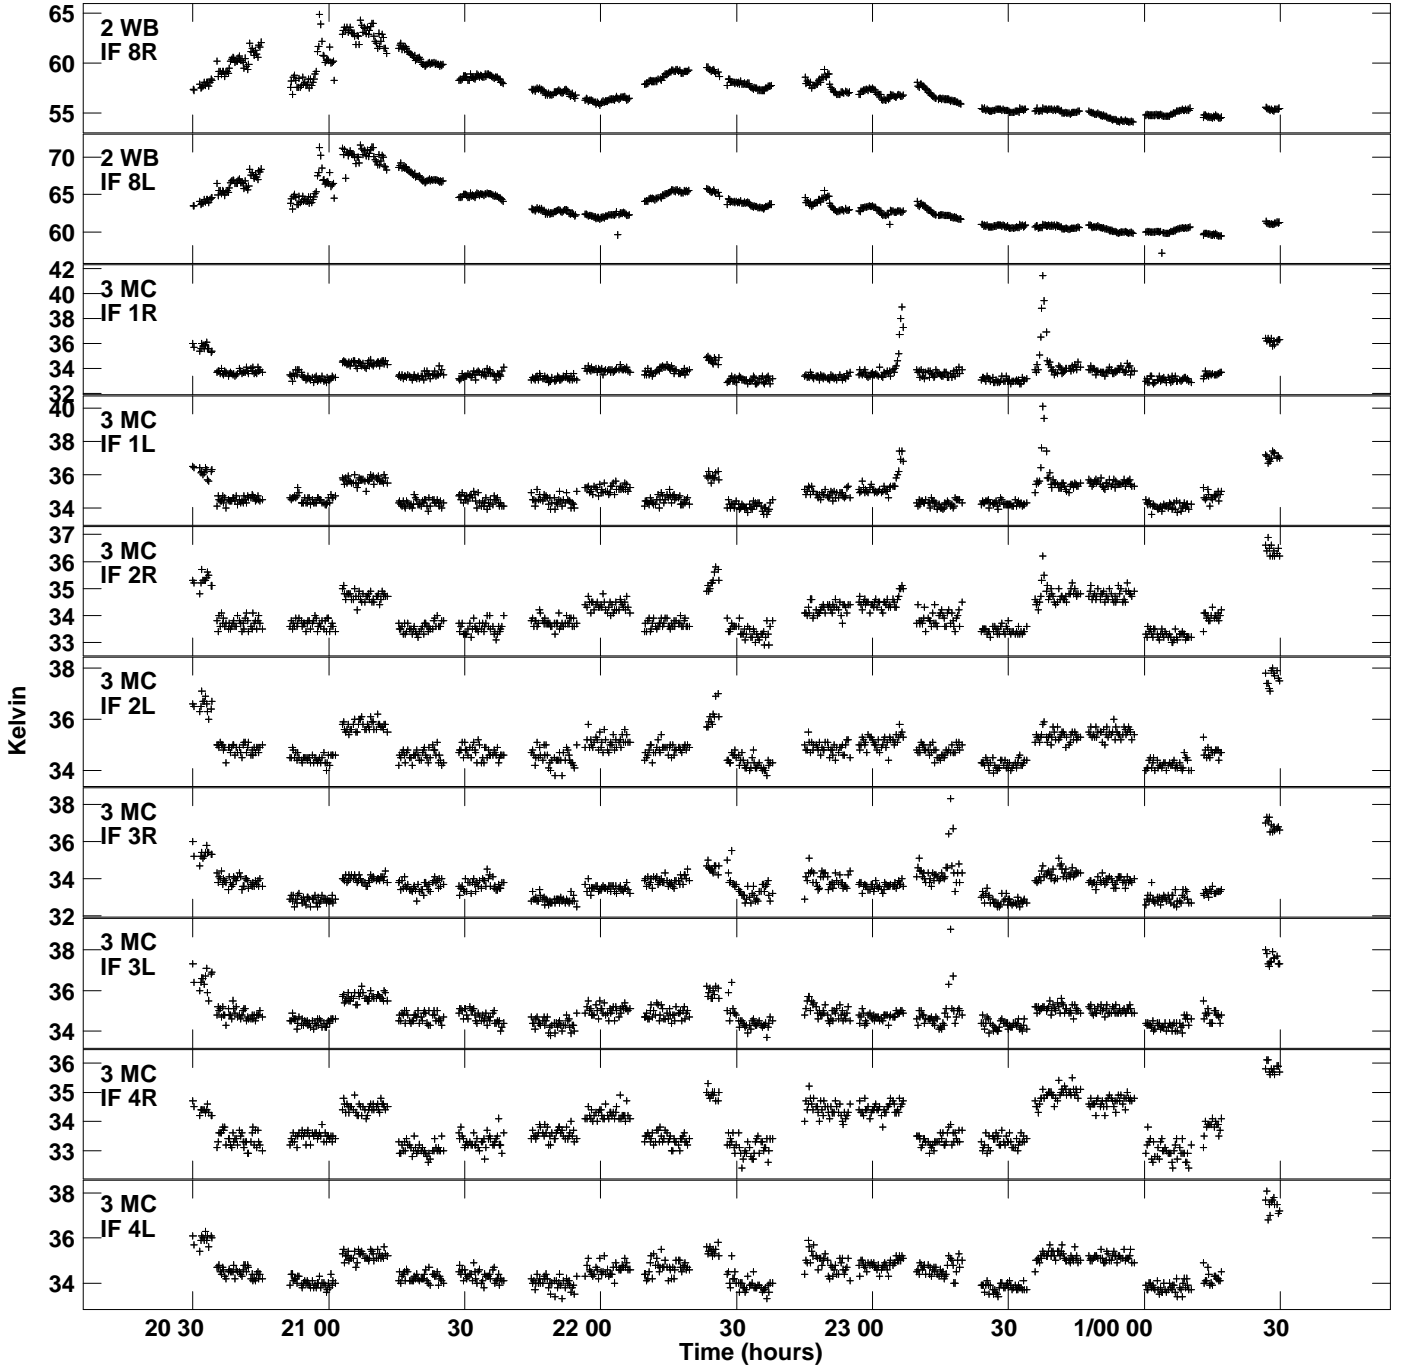 65
60
55
2 WB
IF 8R
70
65
60
2 WB
IF 8L
42
40
38
36
34
32
3 MC
IF 1R
40
38
36
34
3 MC
IF 1L
37
36
35
34
33
3 MC
IF 2R
38
36
34
3 MC
IF 2L
38
36
34
32
3 MC
IF 3R
38
36
34
3 MC
IF 3L
36
35
34
33
3 MC
IF 4R
38
36
34
3 MC
IF 4L
Kelvin
20 30 21 00 30 22 00 30 23 00 30 1/00 00 30
Time (hours)